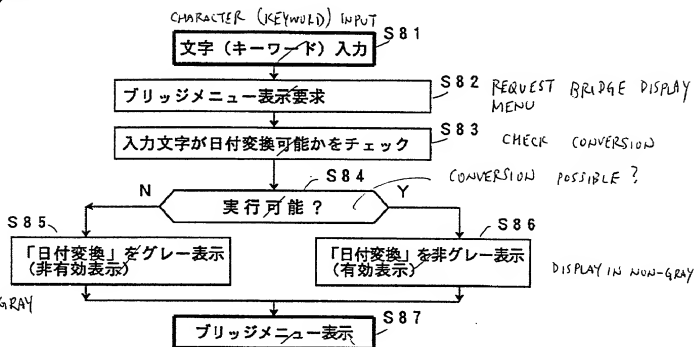 CHARACTER (KEYWORD) INPUT
文字(キーワード)入力
S81
ブリッジメニュー表示要求
S82
REQUEST BRIDGE DISPLAY
MENU
入力文字が日付変換可能かをチェック
S83
CHECK CONVERSION
S84
CONVERSION POSSIBLE?
N
実行可能?
Y
S85
「日付変換」をグレー表示
(非有効表示)
S86
「日付変換」を非グレー表示
(有効表示)
DISPLAY IN NON-GRAY
GRAY
ブリッジメニュー表示
S87